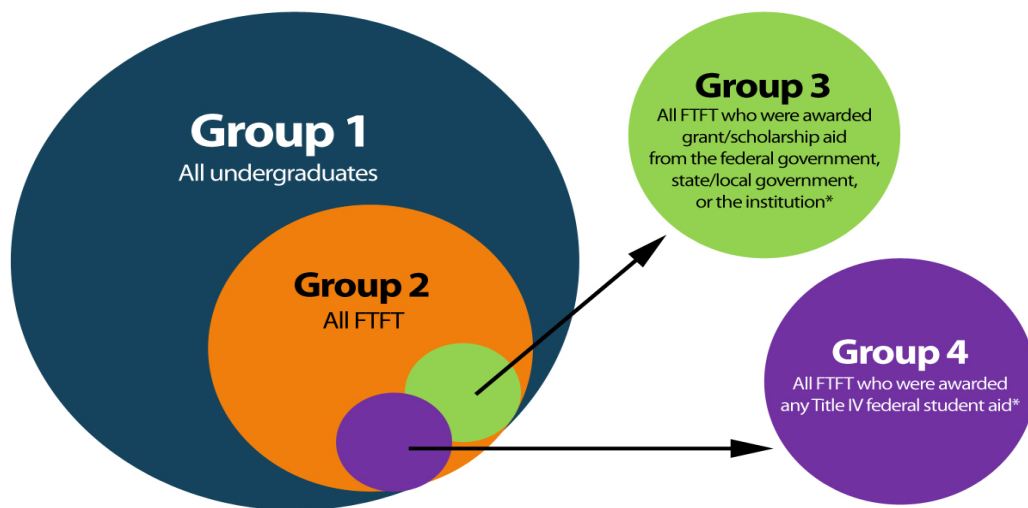 Group 1
All undergraduates
Group 2
All FTFT
Group 3
All FTFT who were awarded
grant/scholarship aid
from the federal government,
state/local government,
or the institution*
Group 4
All FTFT who were awarded
any Title IV federal student aid*